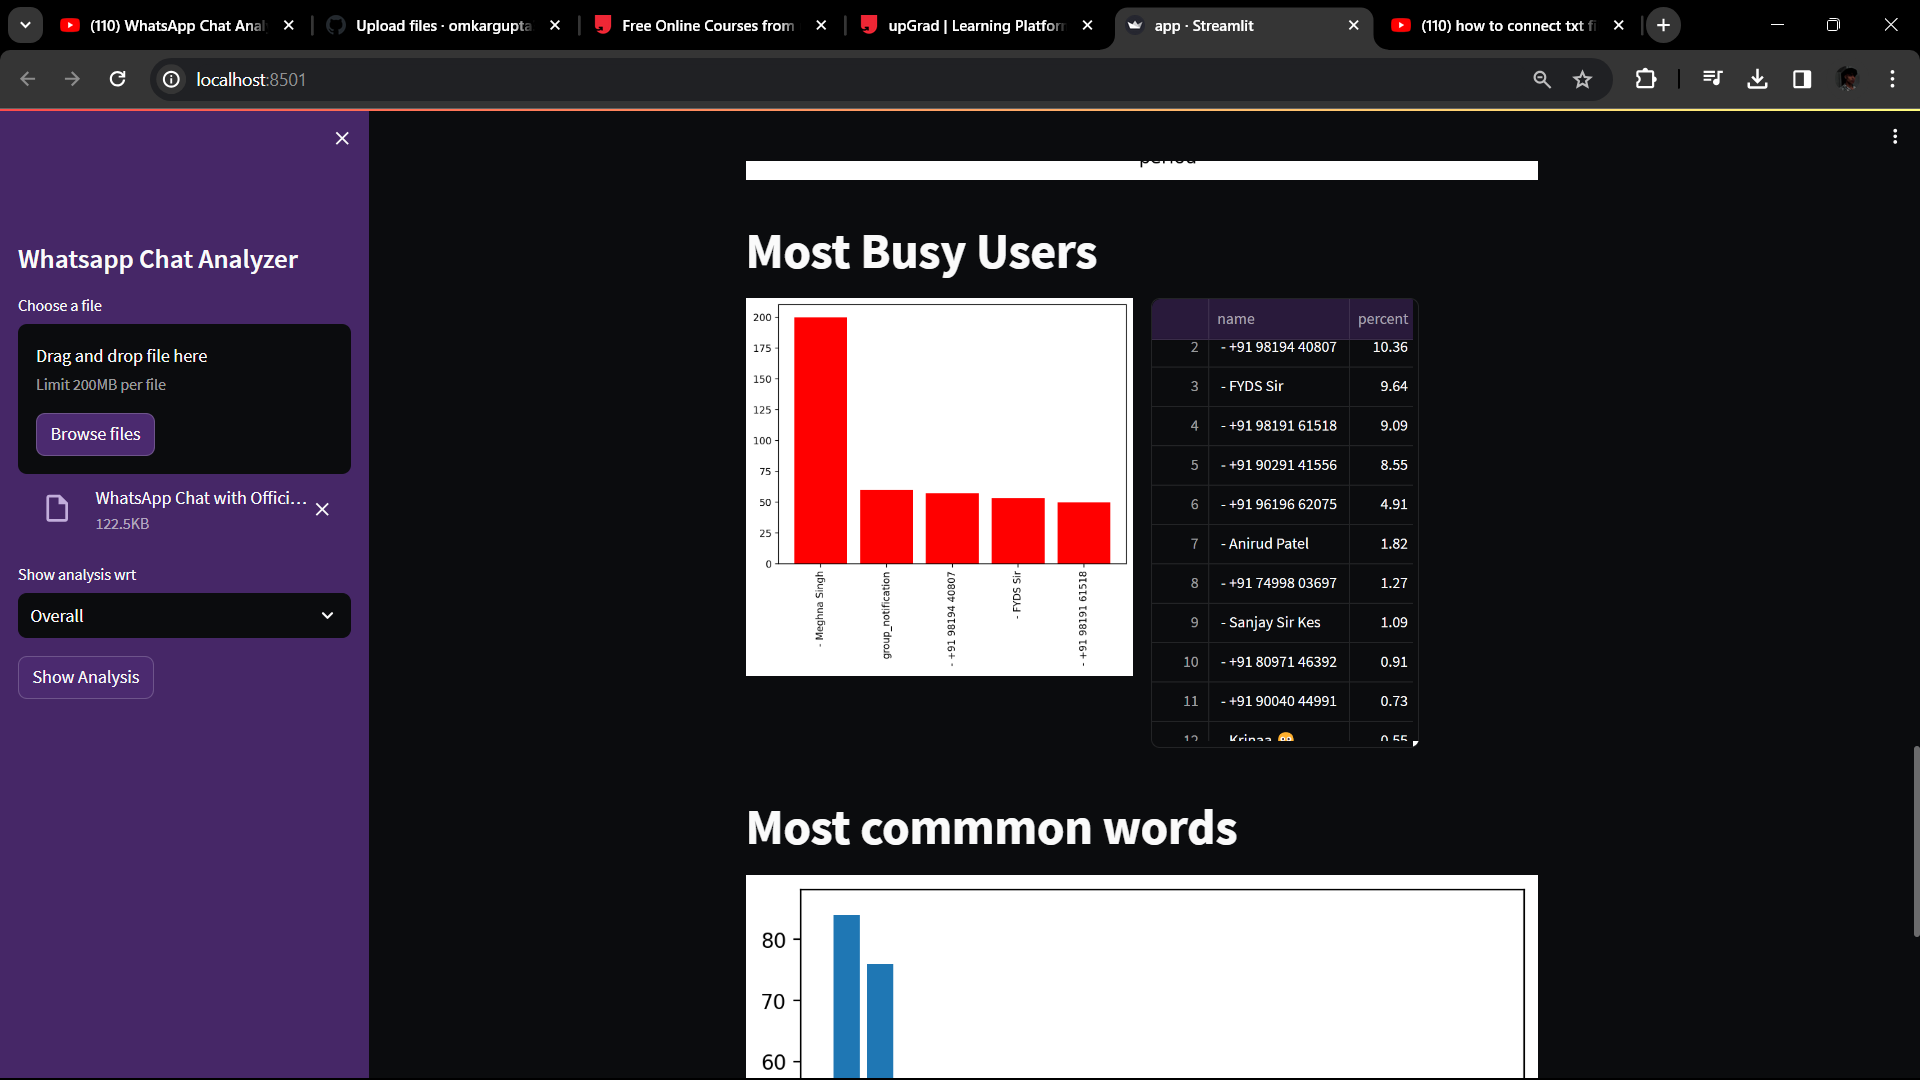 (110) WhatsApp Chat Anal
Upload files · omkargupta
Free Online Courses from
upGrad | Learning Platform
app · Streamlit
(110) how to connect txt fi
localhost:8501
Whatsapp Chat Analyzer
Choose a file
Drag and drop file here
Limit 200MB per file
Browse files
WhatsApp Chat with Offici...
122.5KB
Show analysis wrt
Overall
Show Analysis
period
Most Busy Users
200
175
150
125
100
75
50
25
0
- Meghna Singh
group_notification
- +91 98194 40807
- FYDS Sir
- +91 98191 61518
name percent
2 - +91 98194 40807 10.36
3 - FYDS Sir 9.64
4 - +91 98191 61518 9.09
5 - +91 90291 41556 8.55
6 - +91 96196 62075 4.91
7 - Anirud Patel 1.82
8 - +91 74998 03697 1.27
9 - Sanjay Sir Kes 1.09
10 - +91 80971 46392 0.91
11 - +91 90040 44991 0.73
12 - Krinaa 😶 0.55
Most commmon words
80
70
60